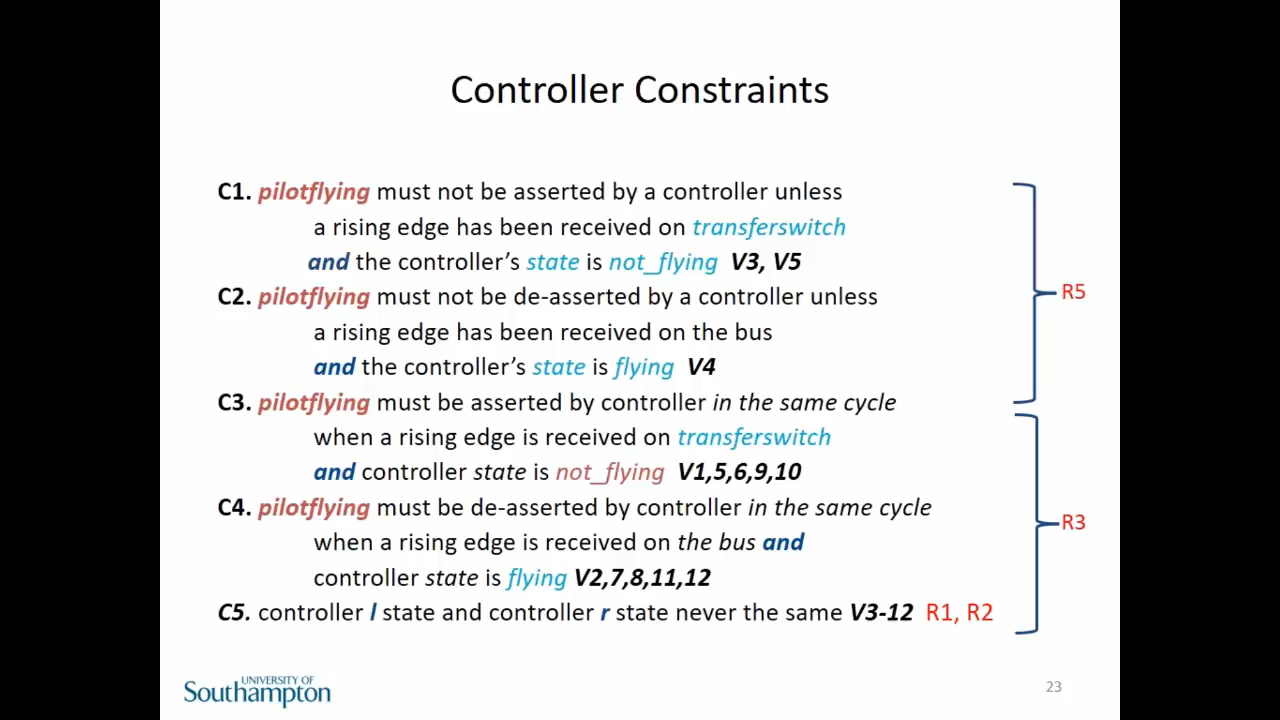 Controller Constraints
C1. pilotflying must not be asserted by a controller unless
a rising edge has been received on transferswitch
and the controller's state is not_flying V3, V5
C2. pilotflying must not be de-asserted by a controller unless
a rising edge has been received on the bus
and the controller's state is flying V4
R5
C3. pilotflying must be asserted by controller in the same cycle
when a rising edge is received on transferswitch
and controller state is not_flying V1,5,6,9,10
C4. pilotflying must be de-asserted by controller in the same cycle
when a rising edge is received on the bus and
controller state is flying V2,7,8,11,12
C5. controller l state and controller r state never the same V3-12 R1, R2
R3
UNIVERSITY OF
Southampton
23